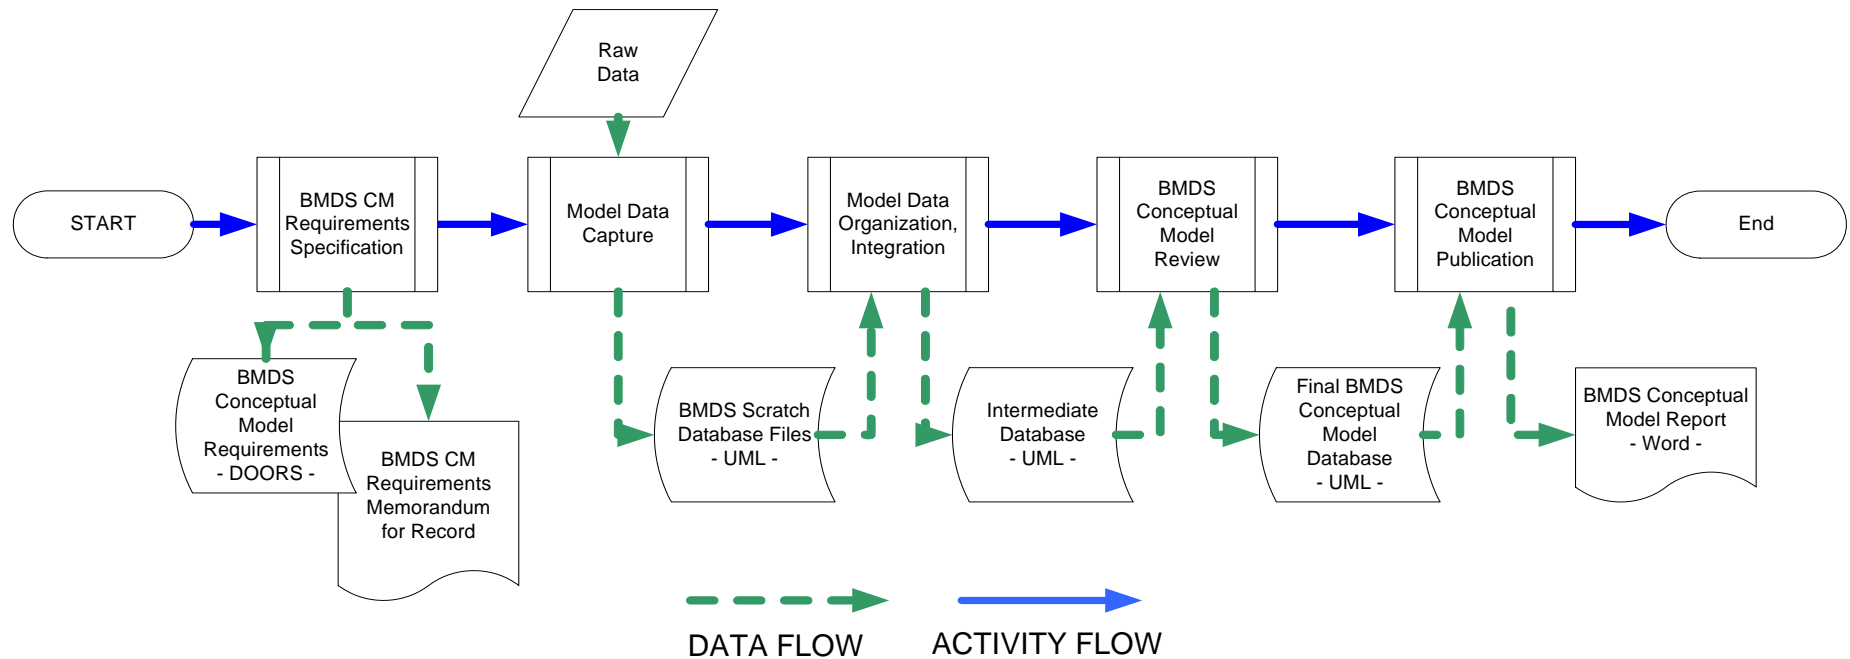 Raw
Data
START
BMDS CM
Requirements
Specification
Model Data
Capture
Model Data
Organization,
Integration
BMDS
Conceptual
Model
Review
BMDS
Conceptual
Model
Publication
End
BMDS
Conceptual
Model
Requirements
- DOORS -
BMDS CM
Requirements
Memorandum
for Record
BMDS Scratch
Database Files
- UML -
Intermediate
Database
- UML -
Final BMDS
Conceptual
Model
Database
- UML -
BMDS Conceptual
Model Report
- Word -
DATA FLOW
ACTIVITY FLOW